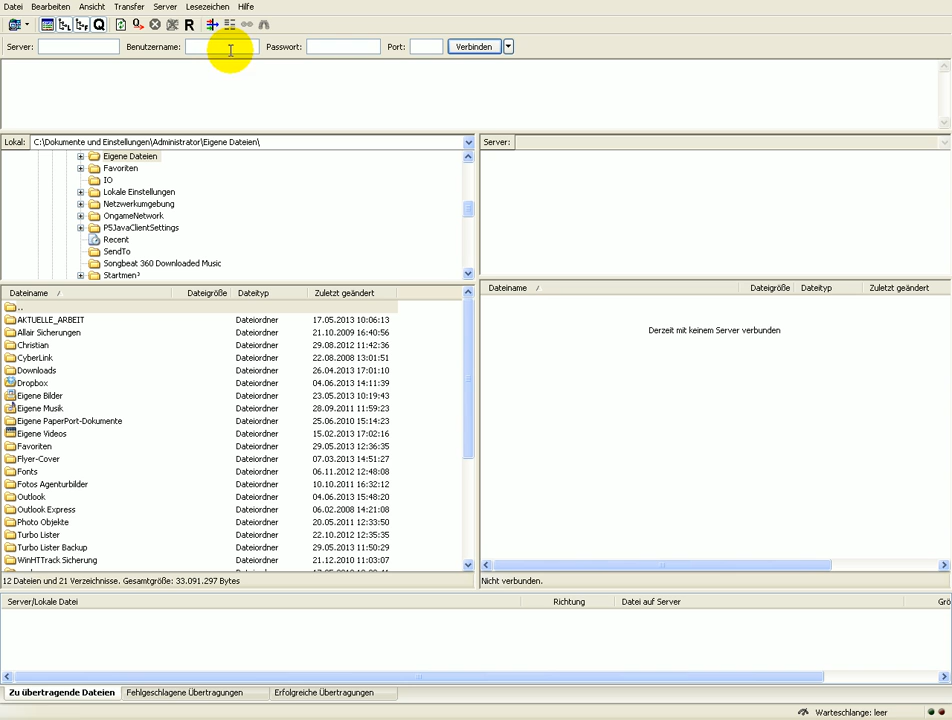 Datei Bearbeiten Ansicht Transfer Server Lesezeichen Hilfe
Server: Benutzername: Passwort: Port: Verbinden
Lokal: C:\Dokumente und Einstellungen\Administrator\Eigene Dateien\
Server:
Eigene Dateien
Favoriten
IO
Lokale Einstellungen
Netzwerkumgebung
OngameNetwork
P5JavaClientSettings
Recent
SendTo
Songbeat 360 Downloaded Music
Startmen³
Dateiname Dateigröße Dateityp Zuletzt geändert
..
AKTUELLE_ARBEIT Dateiordner 17.05.2013 10:06:13
Allair Sicherungen Dateiordner 21.10.2009 16:40:56
Christian Dateiordner 29.08.2012 11:42:36
CyberLink Dateiordner 22.08.2008 13:01:51
Downloads Dateiordner 26.04.2013 17:01:10
Dropbox Dateiordner 04.06.2013 14:11:39
Eigene Bilder Dateiordner 23.05.2013 10:19:43
Eigene Musik Dateiordner 28.09.2011 11:59:23
Eigene PaperPort-Dokumente Dateiordner 25.06.2010 15:14:23
Eigene Videos Dateiordner 15.02.2013 17:02:16
Favoriten Dateiordner 29.05.2013 12:36:35
Flyer-Cover Dateiordner 07.03.2013 14:51:27
Fonts Dateiordner 06.11.2012 12:48:08
Fotos Agenturbilder Dateiordner 10.10.2011 16:32:12
Outlook Dateiordner 04.06.2013 15:48:20
Outlook Express Dateiordner 06.02.2008 14:21:08
Photo Objekte Dateiordner 20.05.2011 12:33:50
Turbo Lister Dateiordner 22.10.2012 12:35:35
Turbo Lister Backup Dateiordner 29.05.2013 11:50:29
WinHTTrack Sicherung Dateiordner 21.12.2010 11:03:07
12 Dateien und 21 Verzeichnisse. Gesamtgröße: 33.091.297 Bytes
Dateiname Dateigröße Dateityp Zuletzt geändert
Derzeit mit keinem Server verbunden
Nicht verbunden.
Server/Lokale Datei Richtung Datei auf Server Grö
Zu übertragende Dateien Fehlgeschlagene Übertragungen Erfolgreiche Übertragungen
Warteschlange: leer